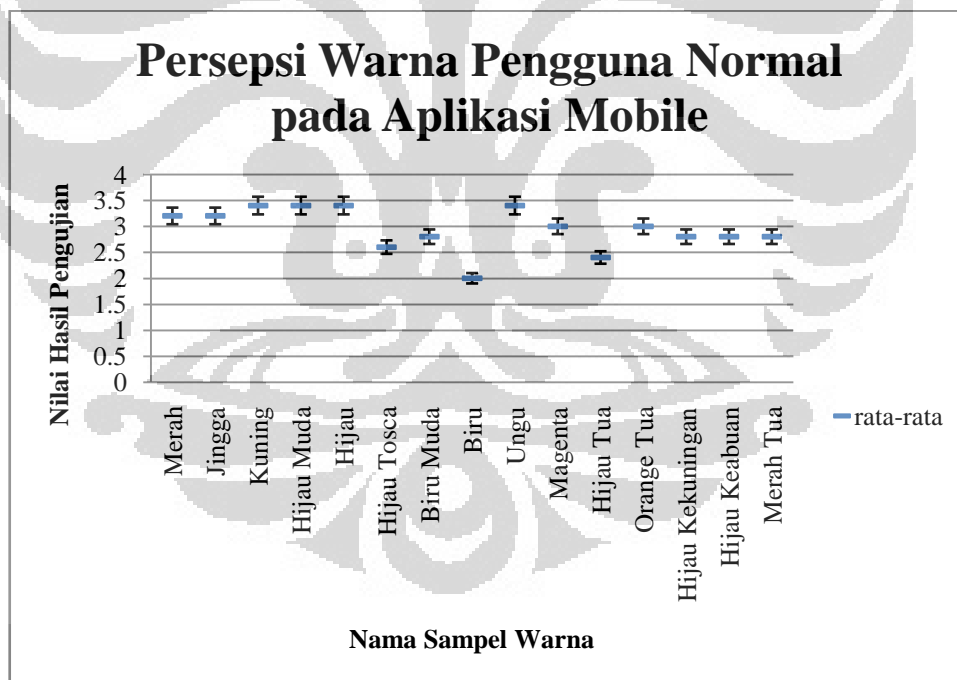 Persepsi Warna Pengguna Normal
pada Aplikasi Mobile
Nilai Hasil Pengujian
4
3.5
3
2.5
2
1.5
1
0.5
0
Merah
Jingga
Kuning
Hijau Muda
Hijau
Hijau Tosca
Biru Muda
Biru
Ungu
Magenta
Hijau Tua
Orange Tua
Hijau Kekuningan
Hijau Keabuan
Merah Tua
rata-rata
Nama Sampel Warna